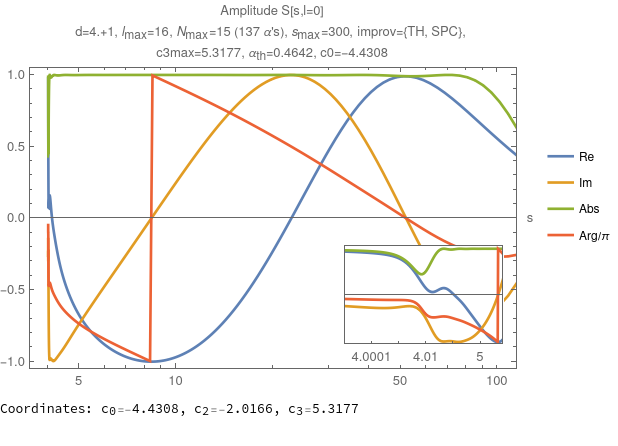 Amplitude S[s,l=0]
d=4.+1, lmax=16, Nmax=15 (137 α's), smax=300, improv={TH, SPC},
c3max=5.3177, αth=0.4642, c0=-4.4308
1.0
0.5
0.0
-0.5
-1.0
s
Re
Im
Abs
Arg/π
4.0001 4.01 5
5 10 50 100
Coordinates: c0=-4.4308, c2=-2.0166, c3=5.3177